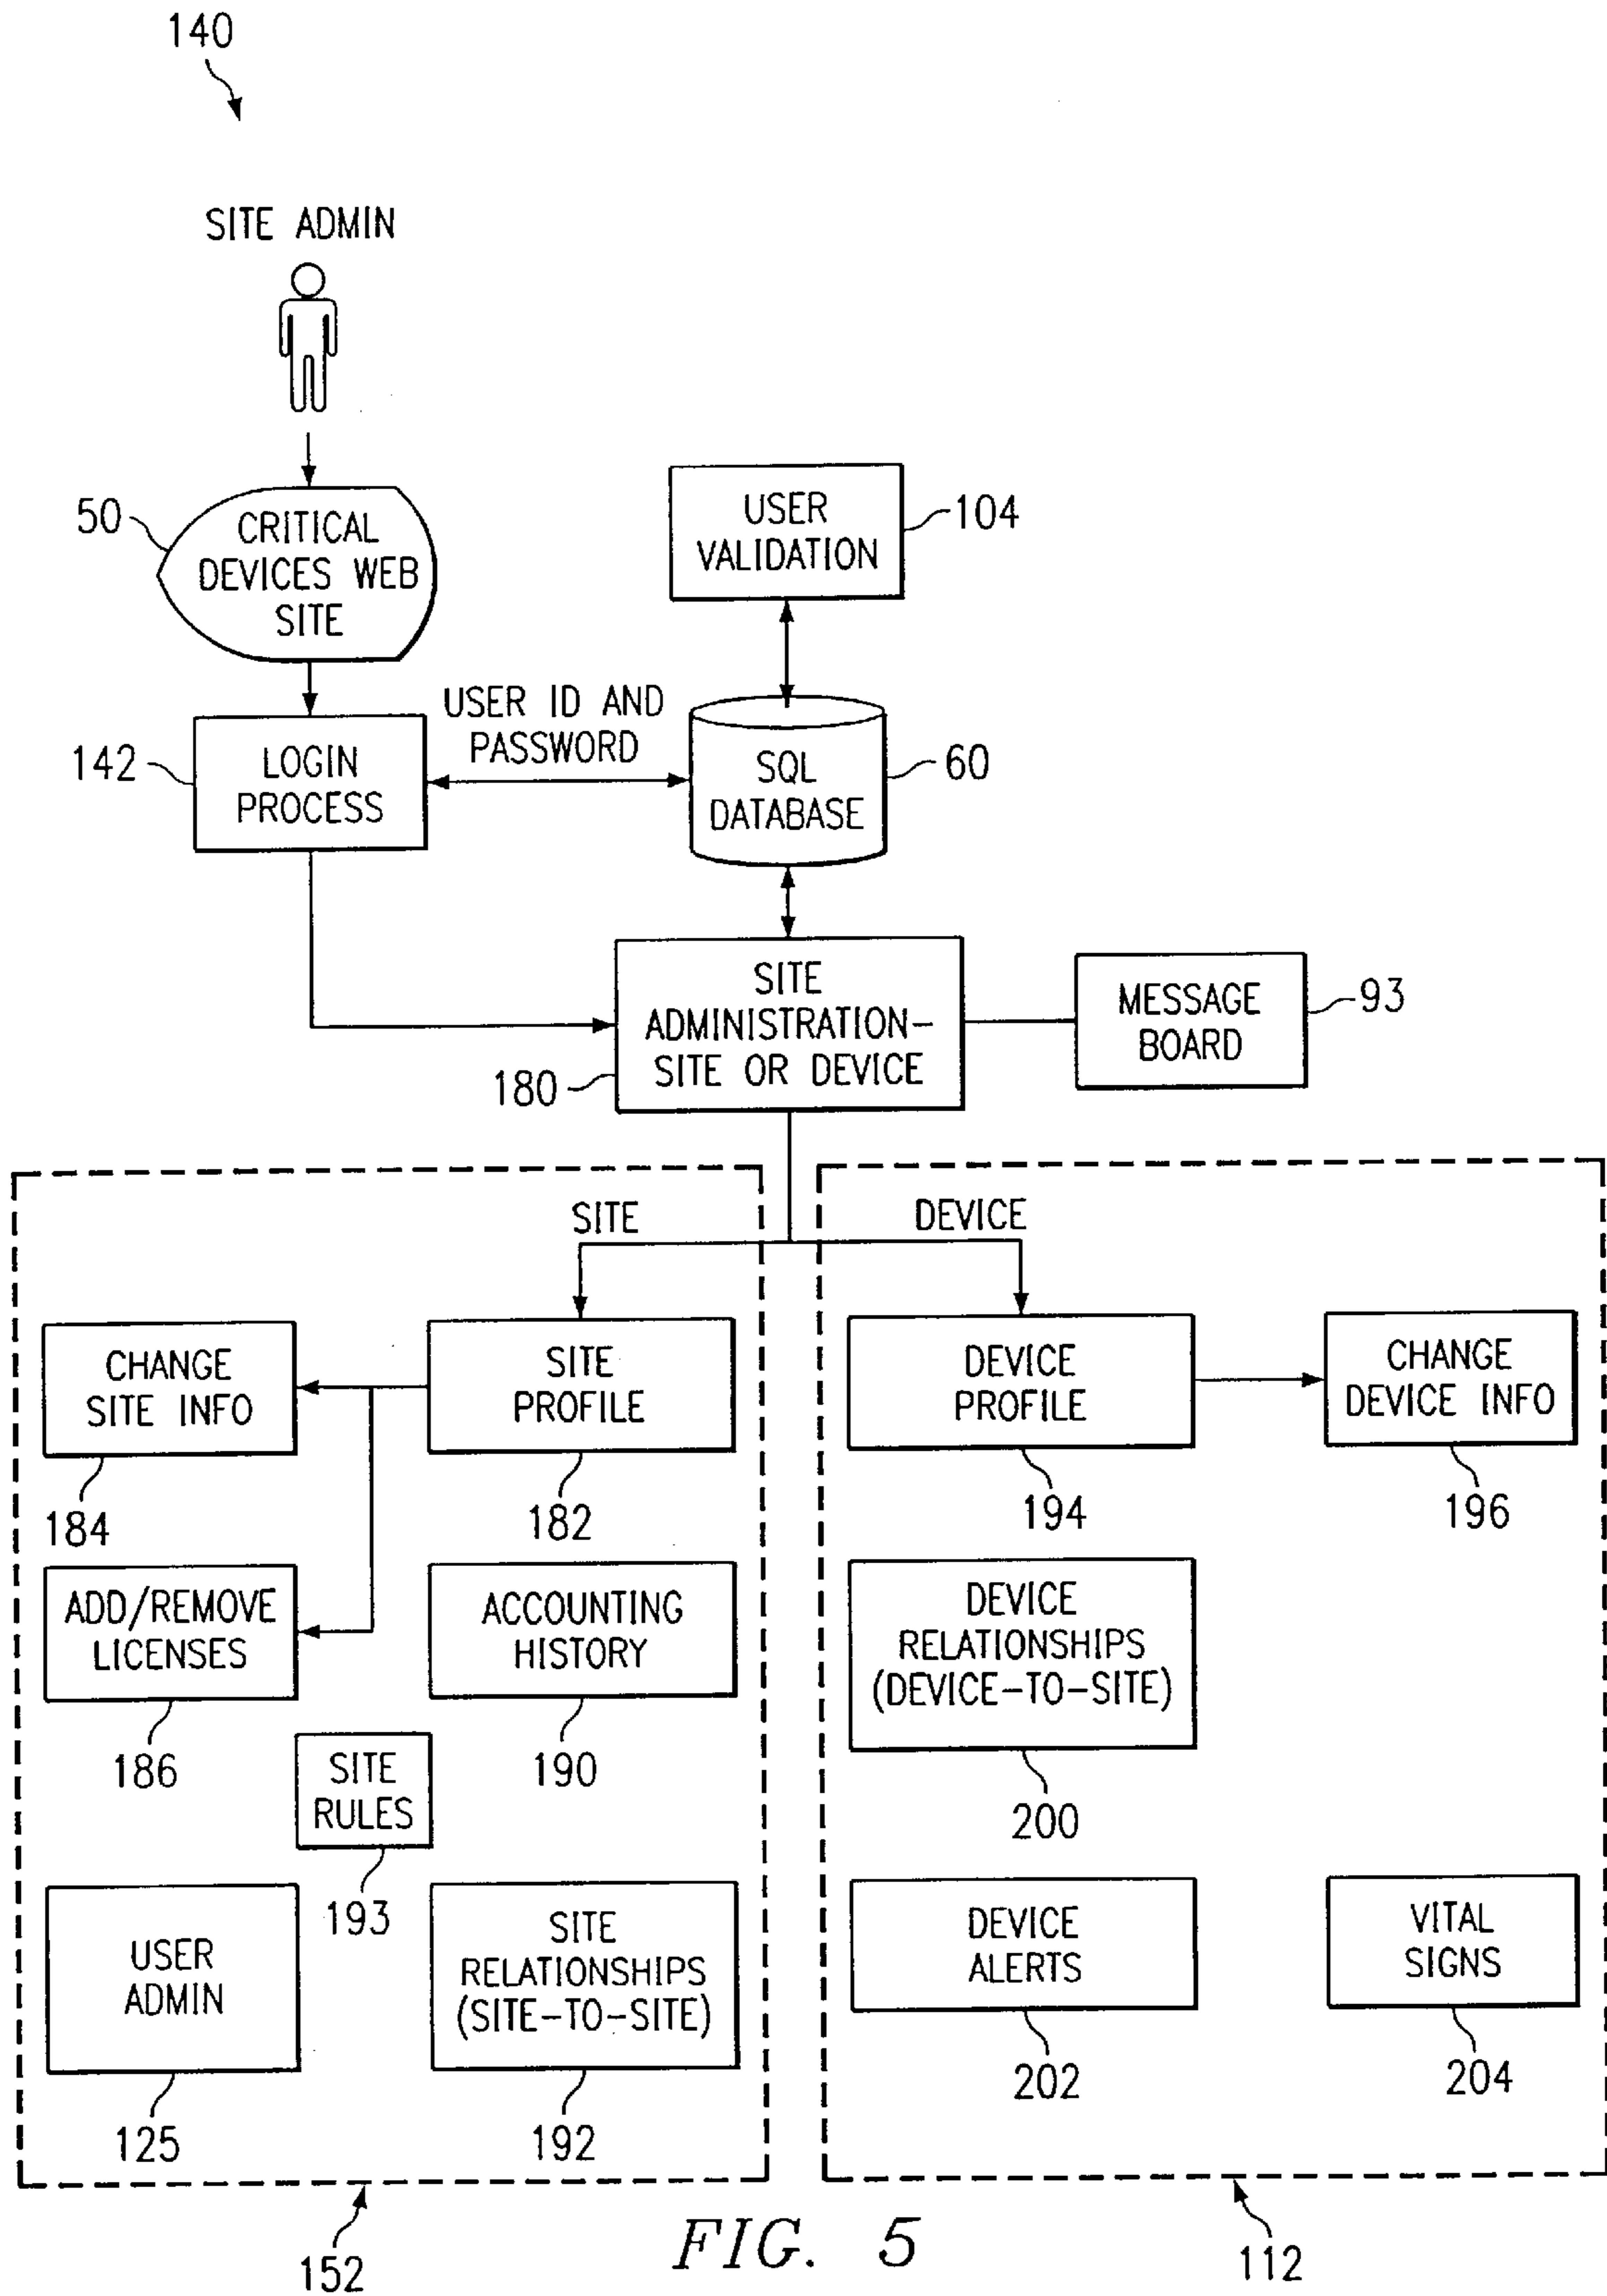 140
SITE ADMIN
50
CRITICAL
DEVICES WEB
SITE
USER
VALIDATION
104
142
LOGIN
PROCESS
USER ID AND
PASSWORD
SQL
DATABASE
60
SITE
ADMINISTRATION-
SITE OR DEVICE
180
MESSAGE
BOARD
93
SITE
DEVICE
CHANGE
SITE INFO
184
SITE
PROFILE
182
DEVICE
PROFILE
194
CHANGE
DEVICE INFO
196
ADD/REMOVE
LICENSES
186
ACCOUNTING
HISTORY
190
DEVICE
RELATIONSHIPS
(DEVICE-TO-SITE)
200
SITE
RULES
193
USER
ADMIN
125
SITE
RELATIONSHIPS
(SITE-TO-SITE)
192
DEVICE
ALERTS
202
VITAL
SIGNS
204
152
FIG. 5
112